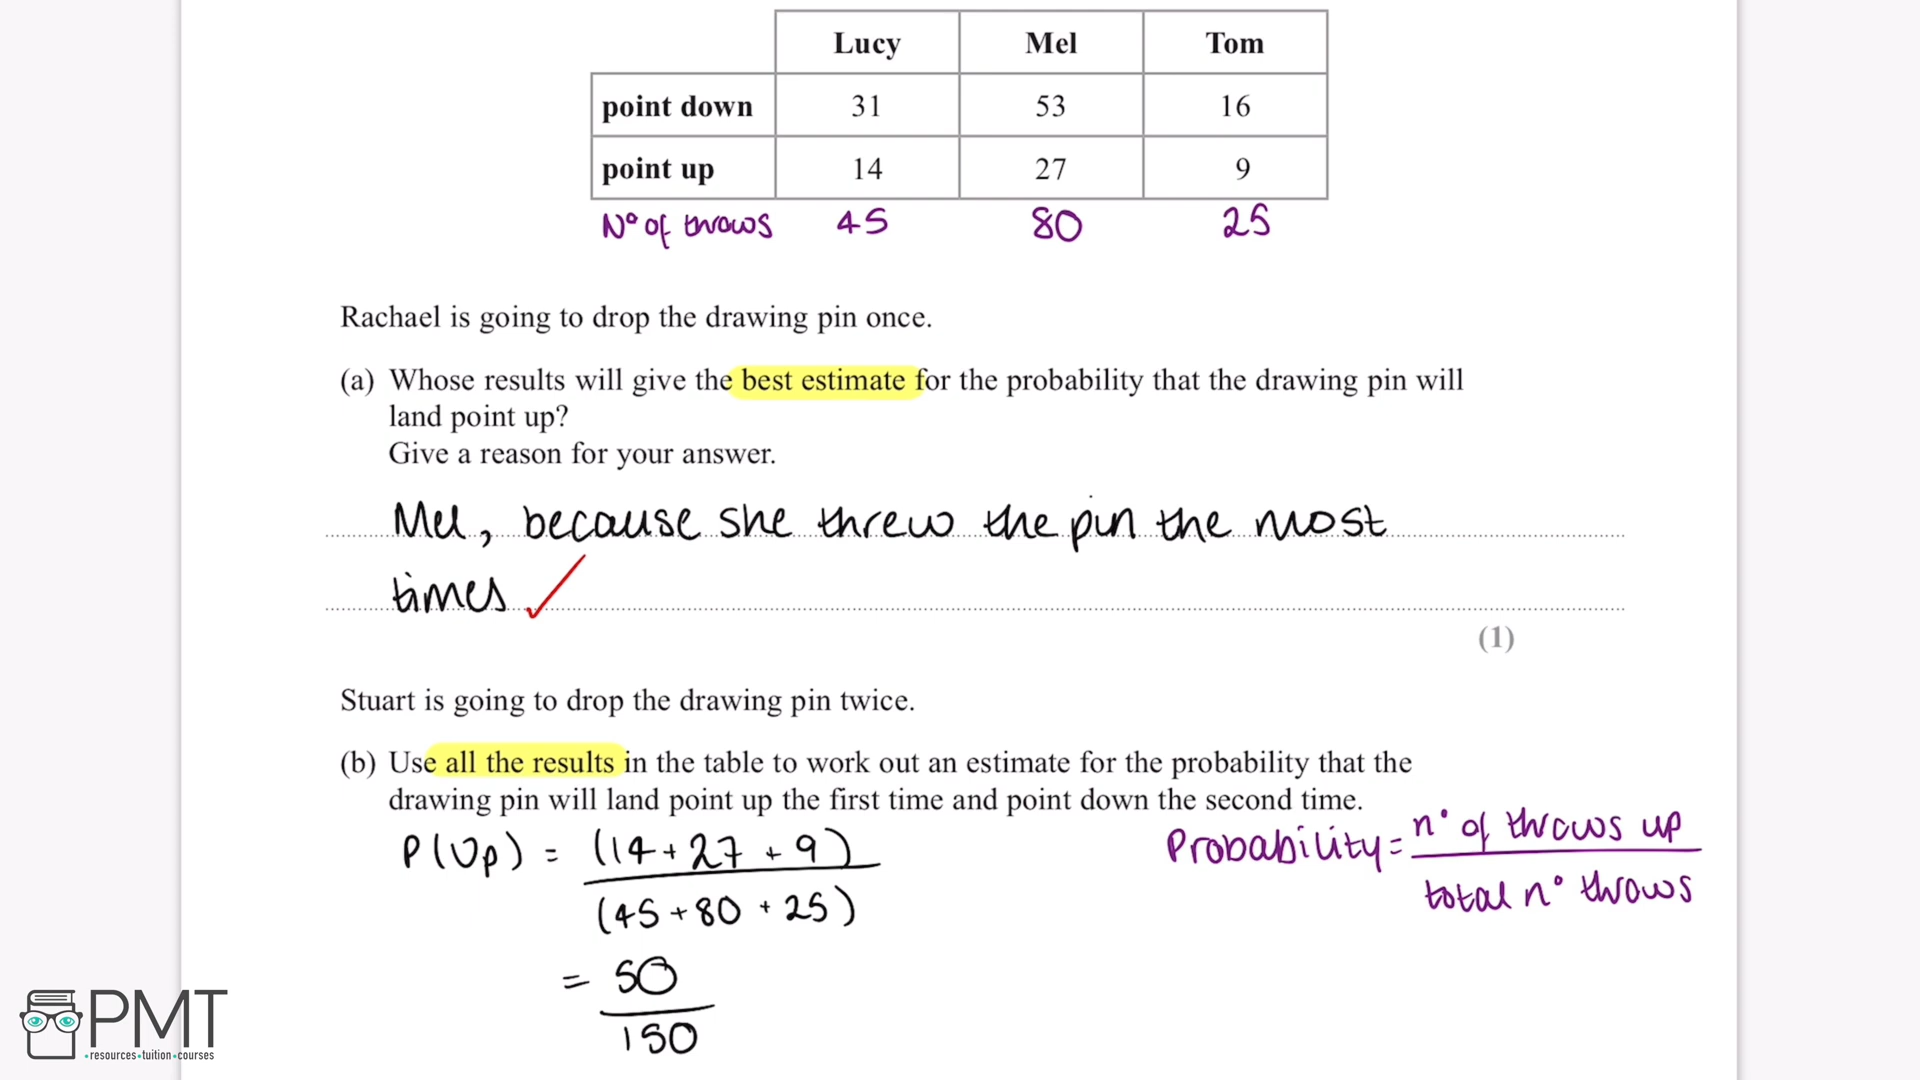 Lucy Mel Tom
point down 31 53 16
point up 14 27 9
Nº of throws 45 80 25
Rachael is going to drop the drawing pin once.
(a) Whose results will give the best estimate for the probability that the drawing pin will
land point up?
Give a reason for your answer.
Mel, because she threw the pin the most
times
(1)
Stuart is going to drop the drawing pin twice.
(b) Use all the results in the table to work out an estimate for the probability that the
drawing pin will land point up the first time and point down the second time.
P(Up) = (14+27+9)
(45+80+25)
= 50
150
Probability = nº of throws up
total nº throws
PMT
•resources•tuition•courses